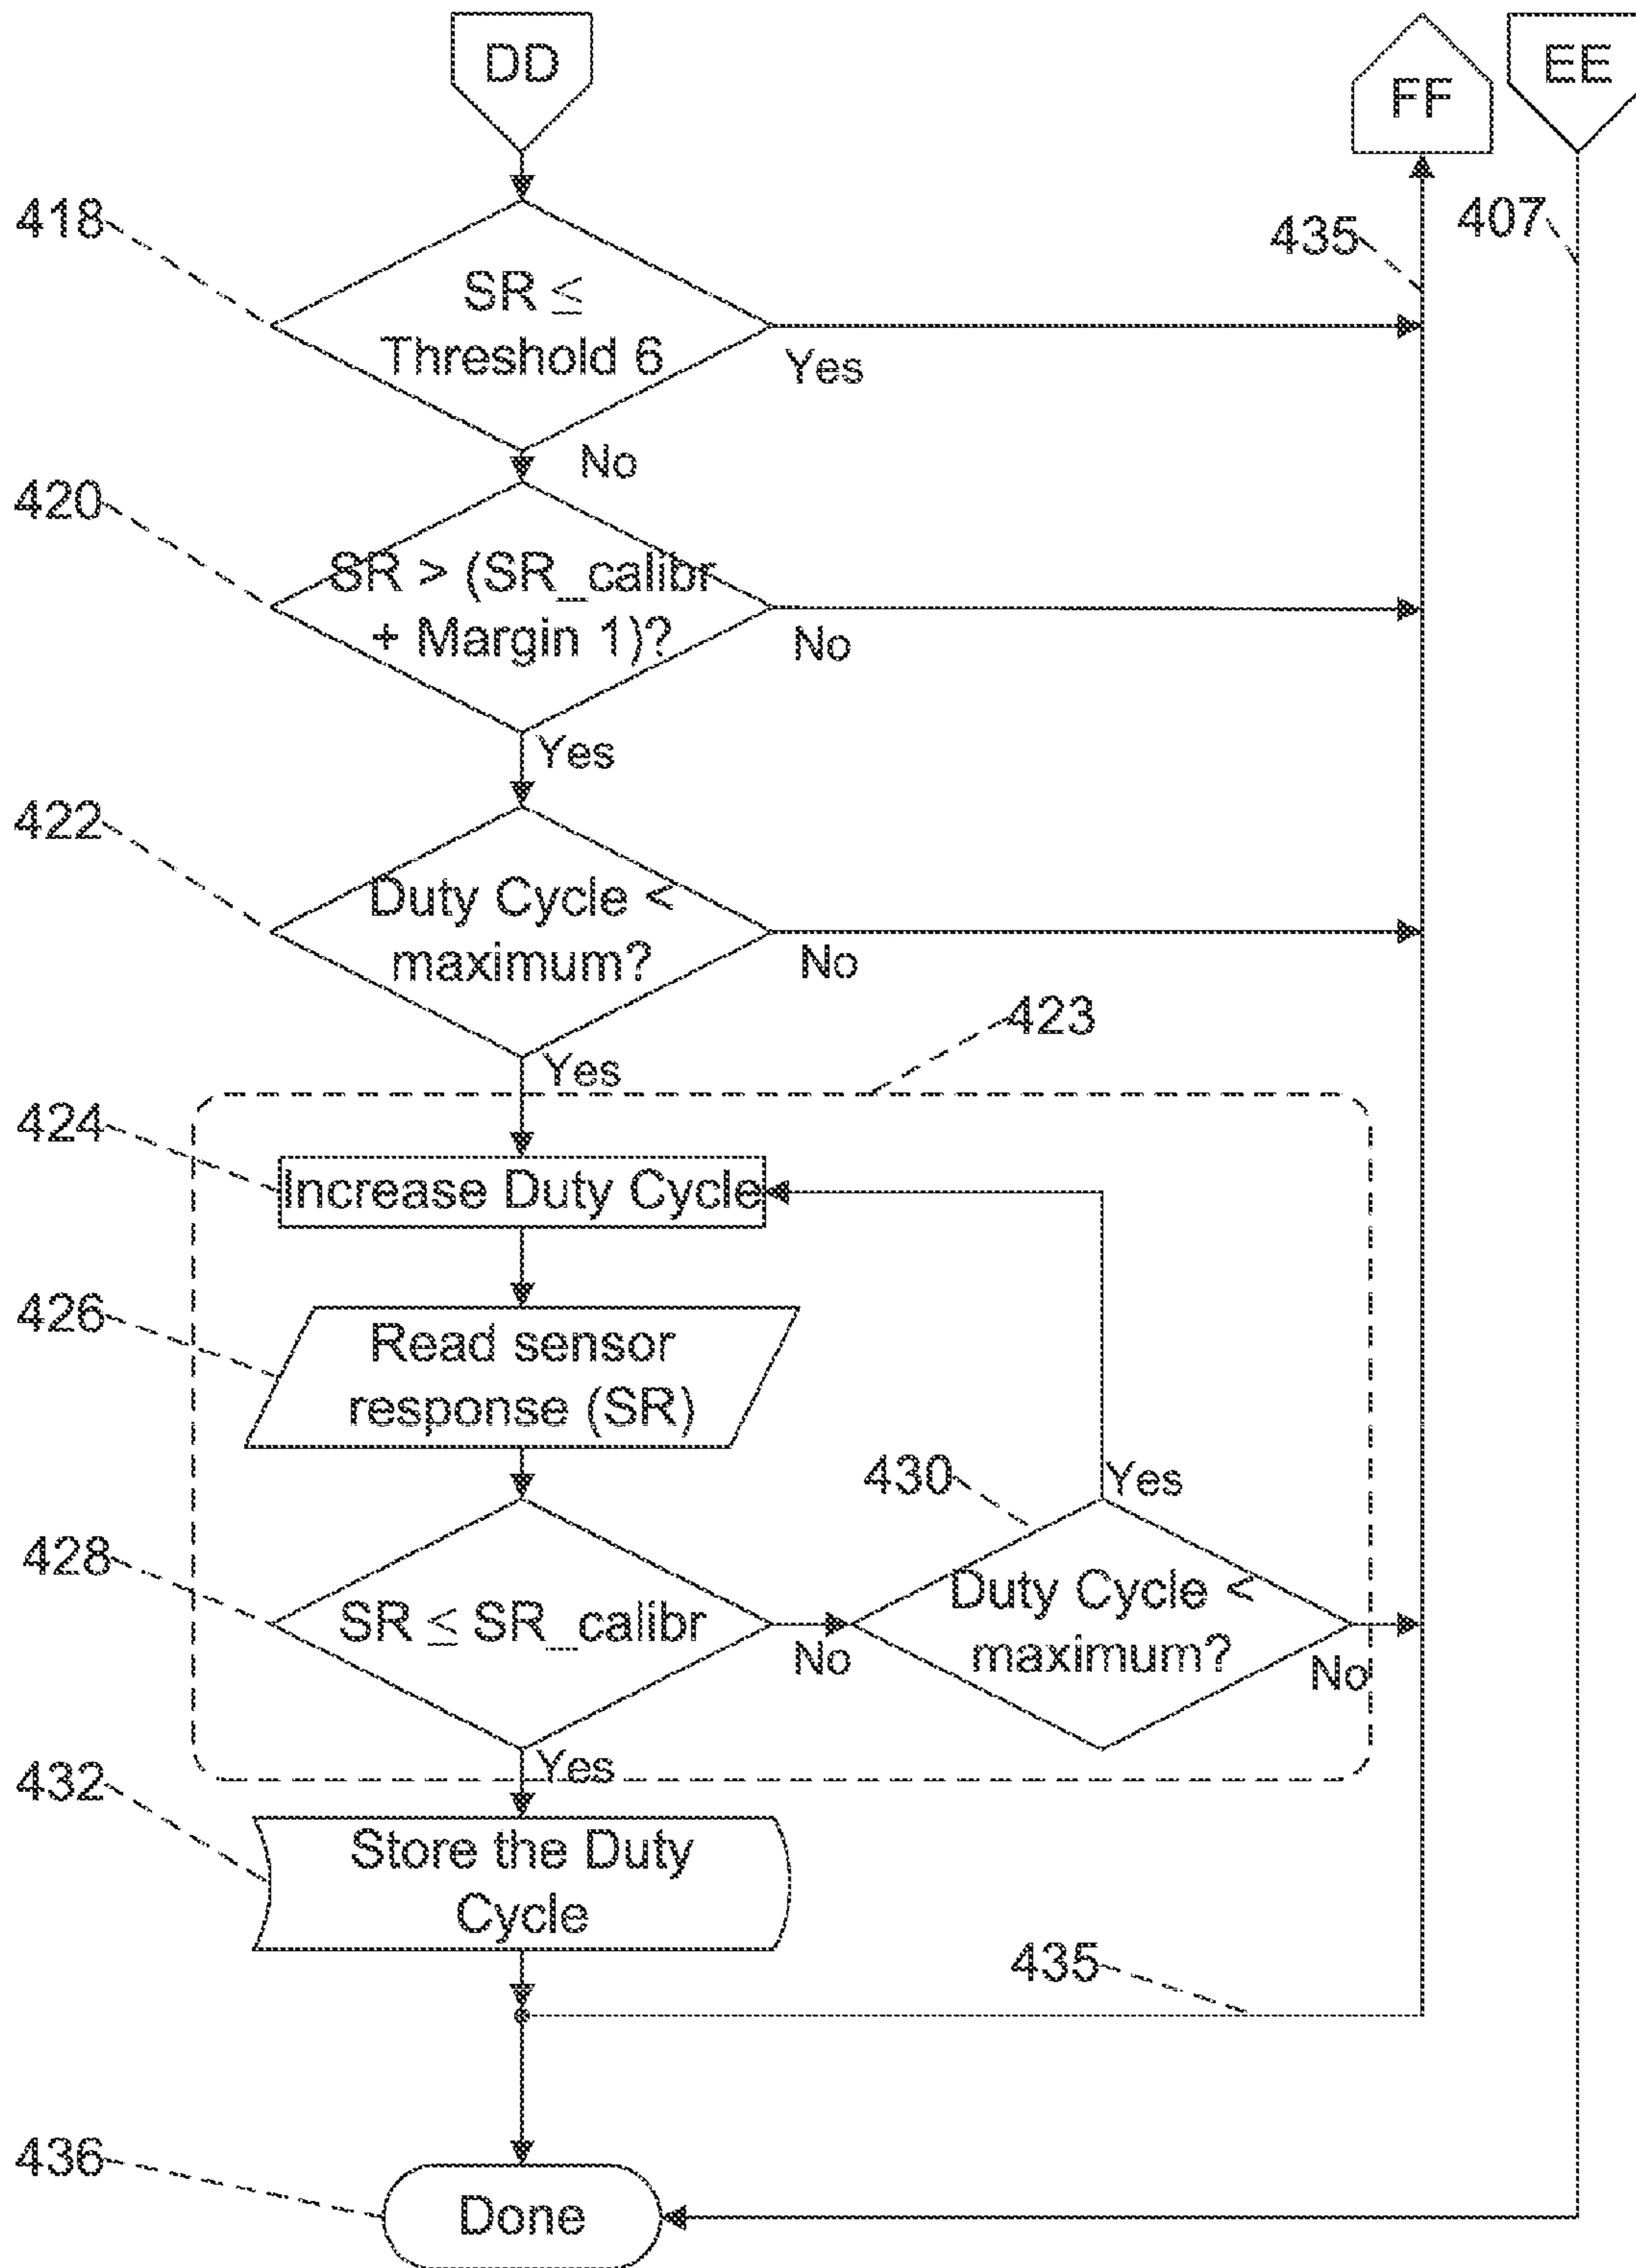 DD
FF
EE
418
435
407
SR ≤
Threshold 6
Yes
No
420
SR > (SR_calibr
+ Margin 1)?
No
Yes
422
Duty Cycle <
maximum?
No
423
Yes
424
Increase Duty Cycle
426
Read sensor
response (SR)
430
Yes
428
SR ≤ SR_calibr
No
Duty Cycle <
maximum?
No
Yes
432
Store the Duty
Cycle
435
436
Done